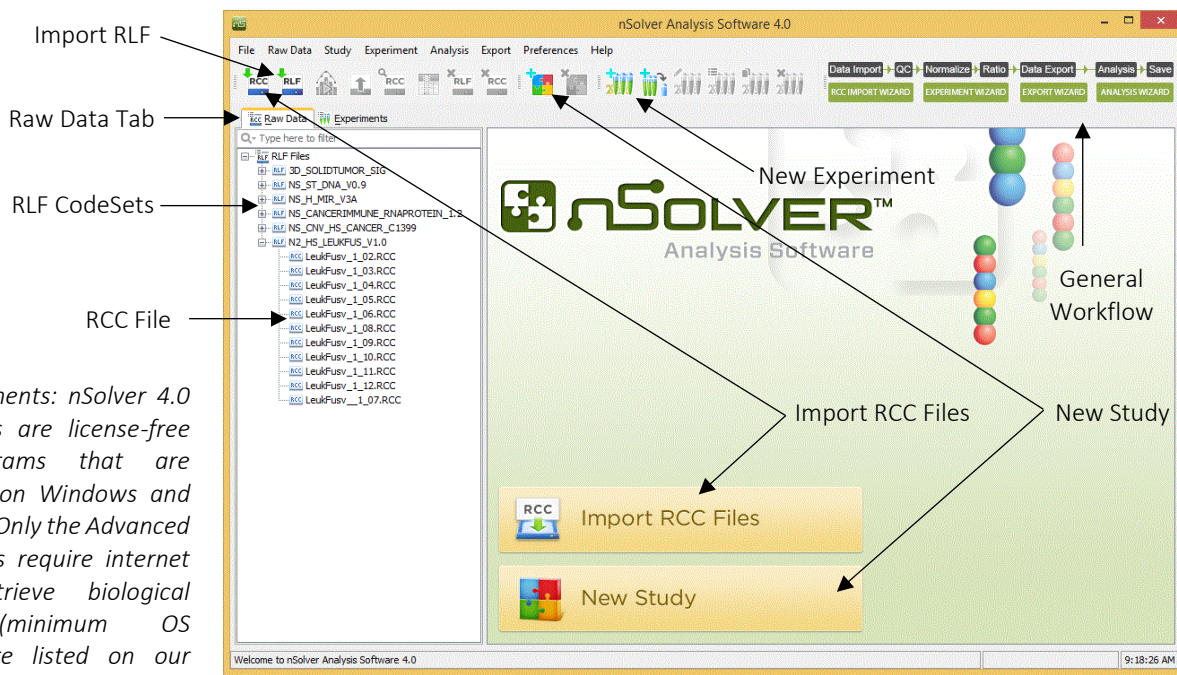 nSolver Analysis Software 4.0
File Raw Data Study Experiment Analysis Export Preferences Help
RCC RLF RCC RLF RCC
Data Import QC Normalize Ratio Data Export Analysis Save
RCC IMPORT WIZARD EXPERIMENT WIZARD EXPORT WIZARD ANALYSIS WIZARD
Raw Data Experiments
Type here to filter
RLF Files
3D_SOLIDTUMOR_SIG
NS_ST_DNA_V0.9
NS_H_MIR_V3A
NS_CANCERIMMUNE_RNAPROTEIN_1.2
NS_CNV_HS_CANCER_C1399
N2_HS_LEUKFUS_V1.0
LeukFusv_1_02.RCC
LeukFusv_1_03.RCC
LeukFusv_1_04.RCC
LeukFusv_1_05.RCC
LeukFusv_1_06.RCC
LeukFusv_1_08.RCC
LeukFusv_1_09.RCC
LeukFusv_1_10.RCC
LeukFusv_1_11.RCC
LeukFusv_1_12.RCC
LeukFusv__1_07.RCC
nSOLVER™
Analysis Software
RCC
Import RCC Files
New Study
Welcome to nSolver Analysis Software 4.0
9:18:26 AM
Import RLF
Raw Data Tab
RLF CodeSets
RCC File
New Experiment
General
Workflow
Import RCC Files
New Study
ments: nSolver 4.0
s are license-free
rams that are
on Windows and
Only the Advanced
s require internet
trieve biological
(minimum OS
re listed on our